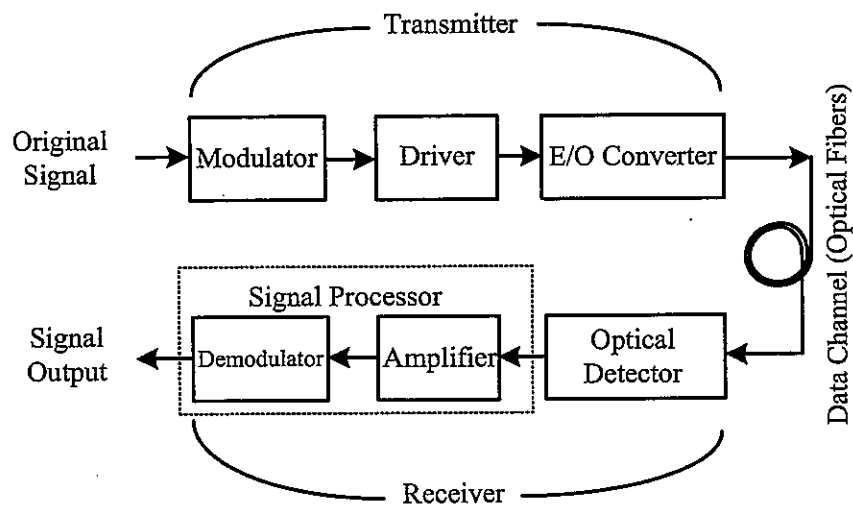 Transmitter
Original
Signal
Modulator
Driver
E/O Converter
Data Channel (Optical Fibers)
Signal Processor
Signal
Output
Demodulator
Amplifier
Optical
Detector
Receiver